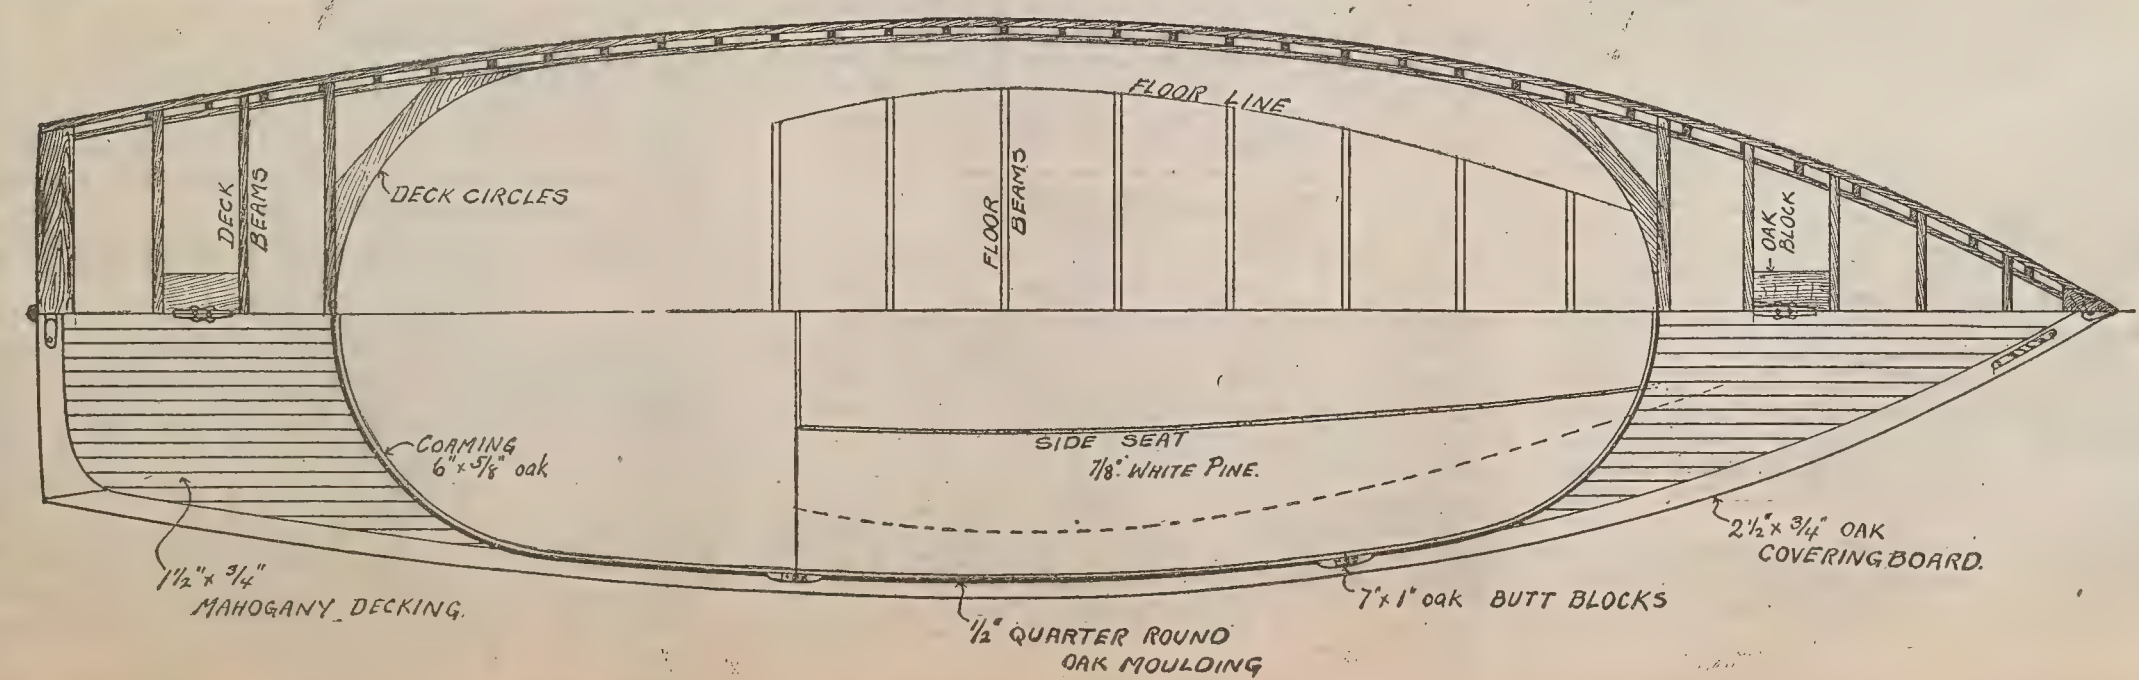 FLOOR LINE
DECK CIRCLES
DECK
BEAMS
FLOOR
BEAMS
OAK
BLOCK
COAMING
6" x 5/8" oak
SIDE SEAT
7/8" WHITE PINE.
2 1/2" x 3/4" OAK
COVERING BOARD.
1 1/2" x 3/4"
MAHOGANY DECKING.
7" x 1" oak BUTT BLOCKS
1/2" QUARTER ROUND
OAK MOULDING